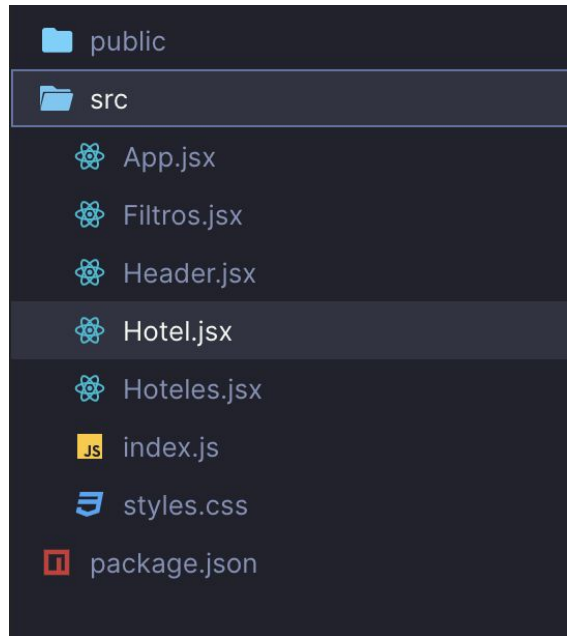 public
src
App.jsx
Filtros.jsx
Header.jsx
Hotel.jsx
Hoteles.jsx
JS index.js
styles.css
package.json